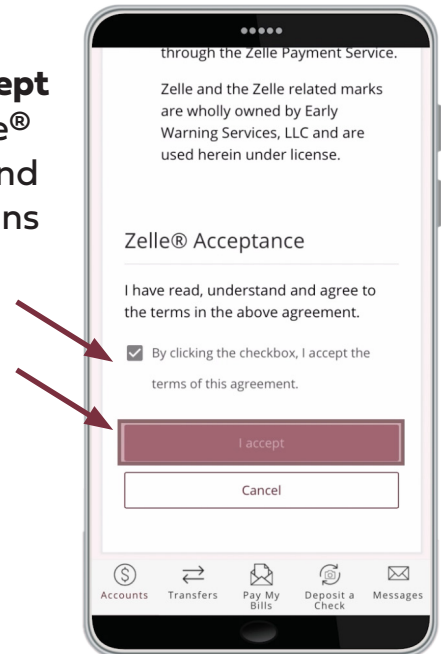 ept
e®
nd
ns
through the Zelle Payment Service.
Zelle and the Zelle related marks
are wholly owned by Early
Warning Services, LLC and are
used herein under license.
Zelle® Acceptance
I have read, understand and agree to
the terms in the above agreement.
By clicking the checkbox, I accept the
terms of this agreement.
I accept
Cancel
Accounts Transfers Pay My Bills Deposit a Check Messages